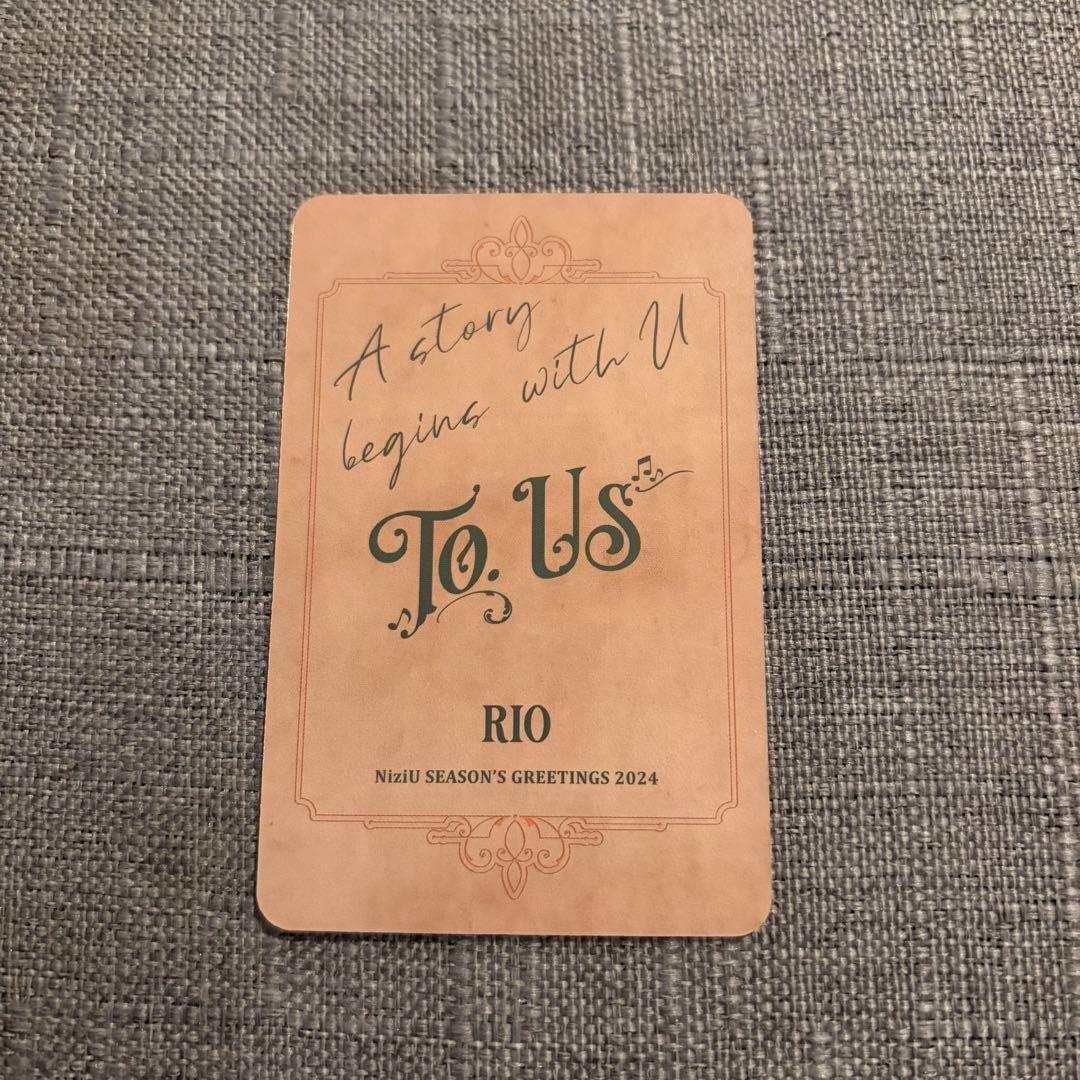 A story
begins with U
To. Us
RIO
NiziU SEASON'S GREETINGS 2024